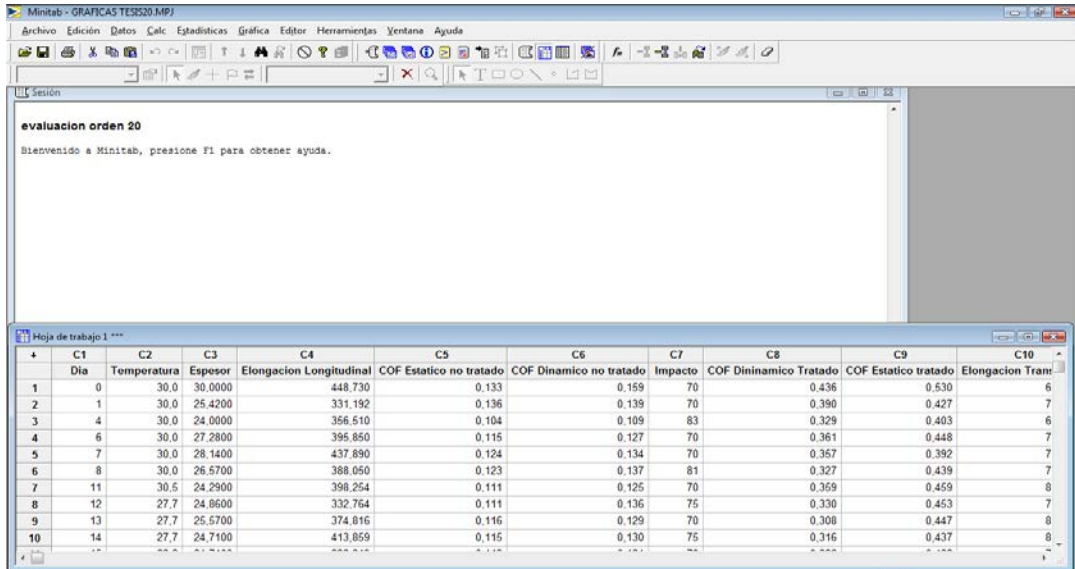 Minitab - GRAFICAS TESIS20.MPJ
Archivo Edición Datos Calc Estadísticas Gráfica Editor Herramientas Ventana Ayuda
Sesión
evaluacion orden 20
Bienvenido a Minitab, presione F1 para obtener ayuda.
Hoja de trabajo 1 ***
C1 C2 C3 C4 C5 C6 C7 C8 C9 C10
Dia Temperatura Espesor Elongacion Longitudinal COF Estatico no tratado COF Dinamico no tratado Impacto COF Dininamico Tratado COF Estatico tratado Elongacion Trans
1 0 30,0 30,0000 448,730 0,133 0,159 70 0,436 0,530 6
2 1 30,0 25,4200 331,192 0,136 0,139 70 0,390 0,427 7
3 4 30,0 24,0000 356,510 0,104 0,109 83 0,329 0,403 6
4 6 30,0 27,2800 395,850 0,115 0,127 70 0,361 0,448 7
5 7 30,0 28,1400 437,890 0,124 0,134 70 0,357 0,392 7
6 8 30,0 26,5700 388,050 0,123 0,137 81 0,327 0,439 7
7 11 30,5 24,2900 398,254 0,111 0,125 70 0,359 0,459 8
8 12 27,7 24,8600 332,764 0,111 0,136 75 0,330 0,453 7
9 13 27,7 25,5700 374,816 0,116 0,129 70 0,308 0,447 8
10 14 27,7 24,7100 413,859 0,115 0,130 75 0,316 0,437 8